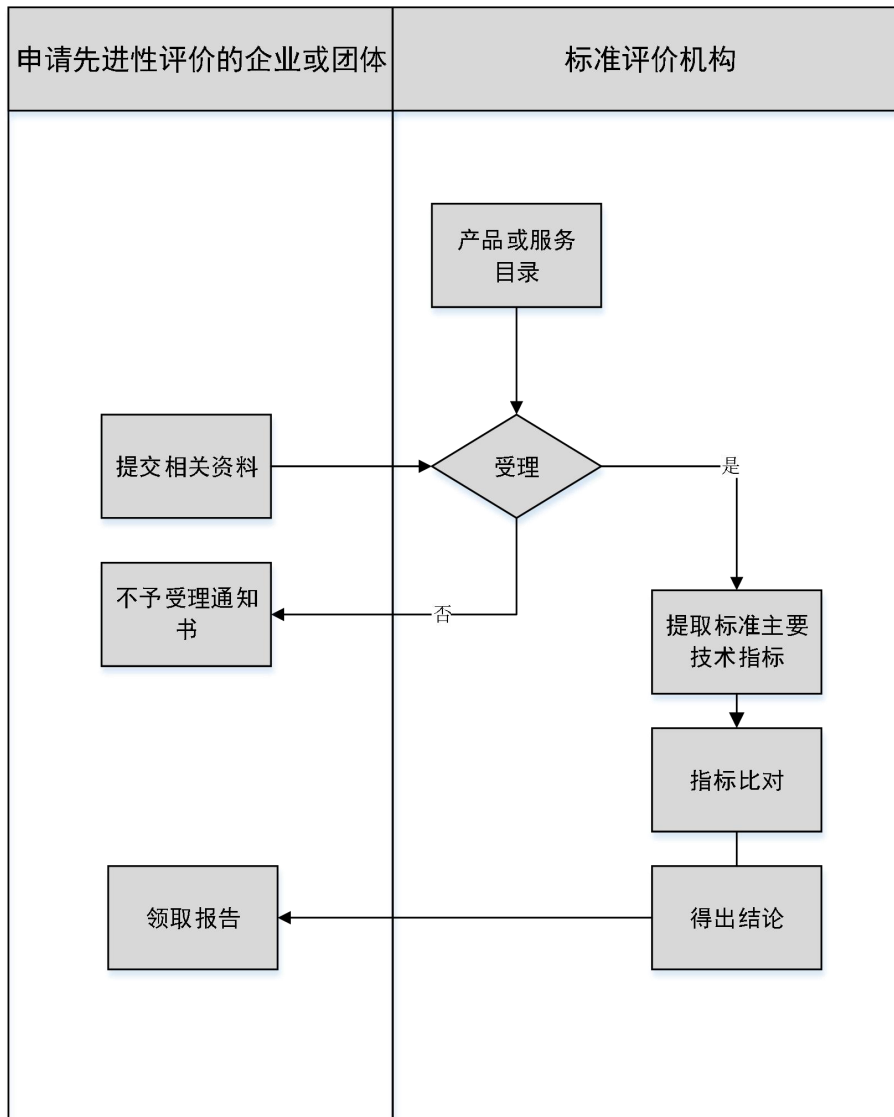 申请先进性评价的企业或团体
标准评价机构
产品或服务
目录
提交相关资料
受理
是
不予受理通知
书
否
提取标准主要
技术指标
指标比对
领取报告
得出结论